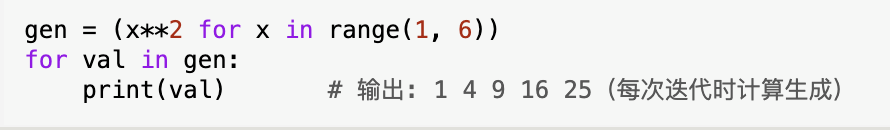 gen = (x**2 for x in range(1, 6))
for val in gen:
    print(val)       # 输出: 1 4 9 16 25（每次迭代时计算生成）